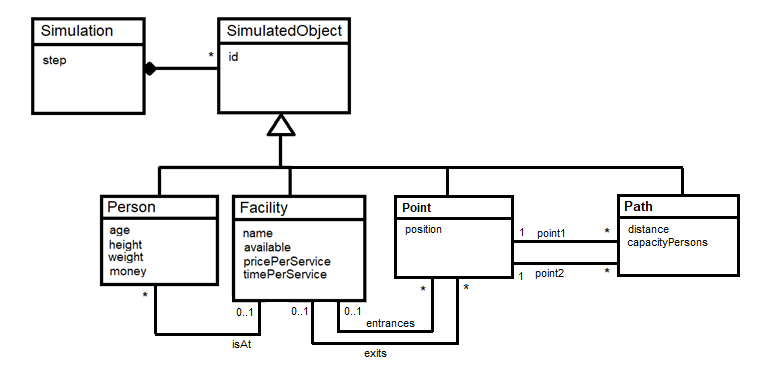 Simulation
step
*
SimulatedObject
id
Person
age
height
weight
money
Facility
name
available
pricePerService
timePerService
Point
position
Path
distance
capacityPersons
1 point1 *
1 point2 *
* isAt 0..1
0..1 entrances *
0..1 exits *